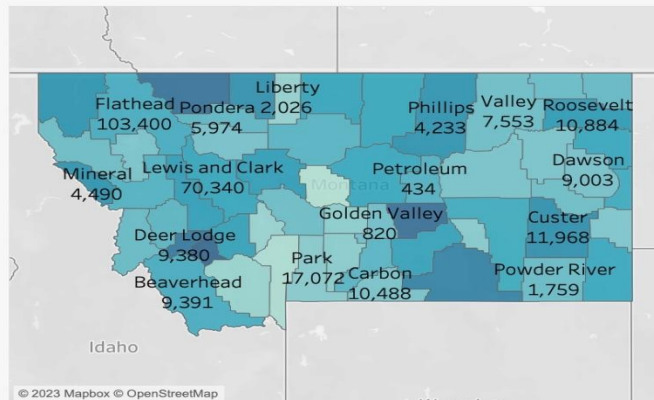 Liberty
2,026
Flathead
103,400
Pondera
5,974
Phillips
4,233
Valley
7,553
Roosevelt
10,884
Mineral
4,490
Lewis and Clark
70,340
Montana
Petroleum
434
Dawson
9,003
Golden Valley
820
Custer
11,968
Deer Lodge
9,380
Park
17,072
Carbon
10,488
Powder River
1,759
Beaverhead
9,391
Idaho
© 2023 Mapbox © OpenStreetMap